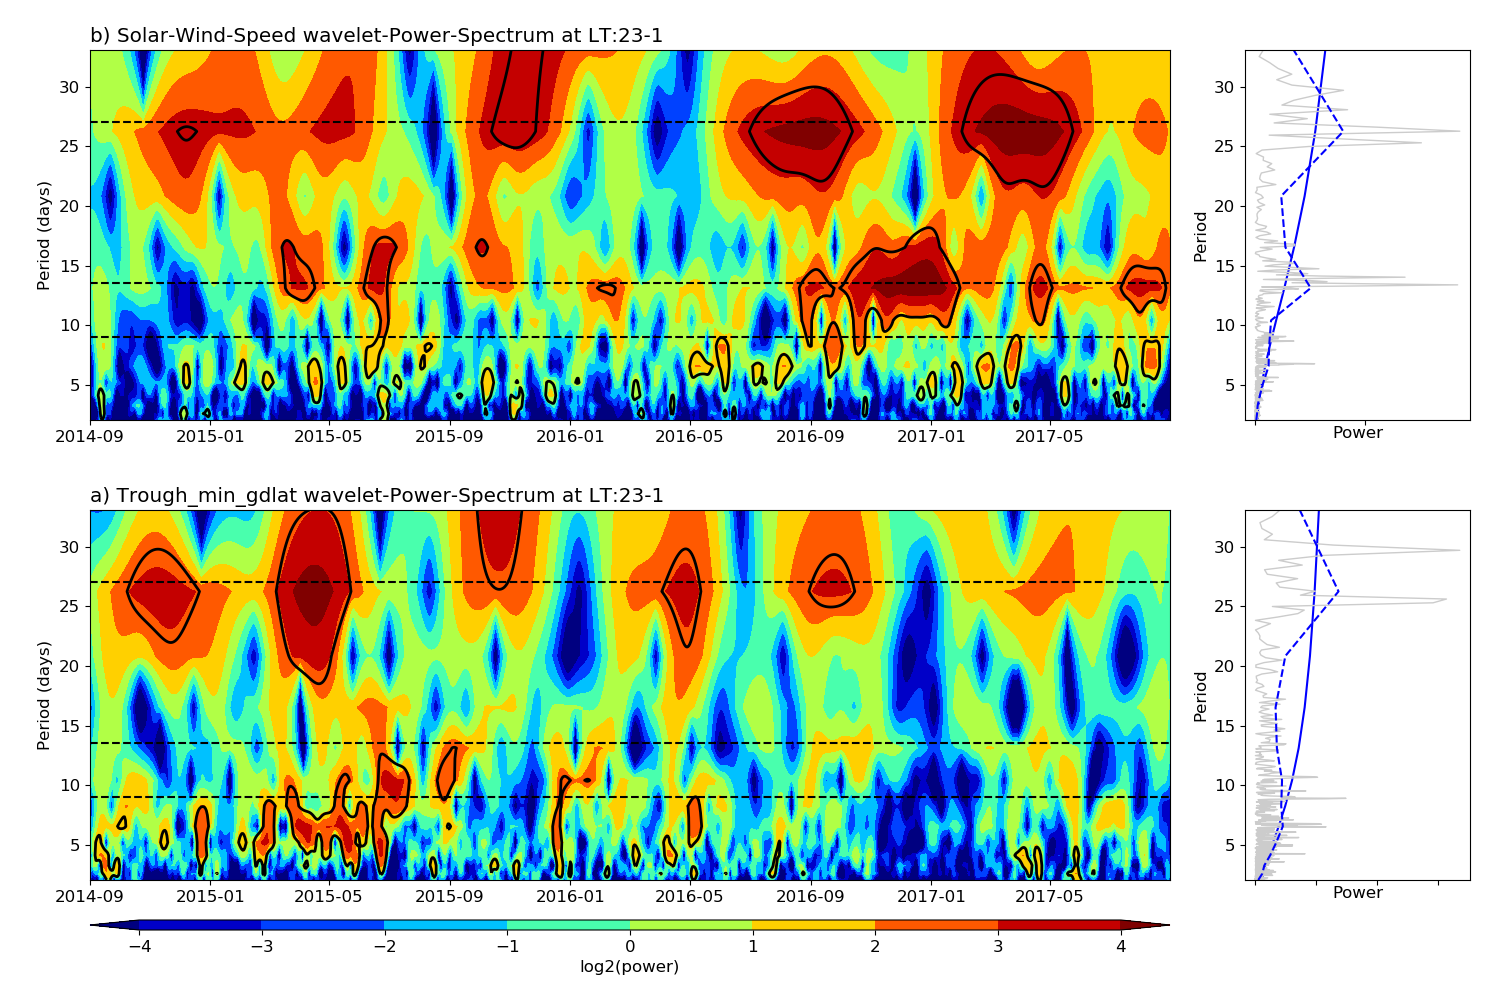 b) Solar-Wind-Speed wavelet-Power-Spectrum at LT:23-1
Period (days)
30
25
20
15
10
5
2014-09 2015-01 2015-05 2015-09 2016-01 2016-05 2016-09 2017-01 2017-05
Period
30
25
20
15
10
5
Power
a) Trough_min_gdlat wavelet-Power-Spectrum at LT:23-1
Period (days)
30
25
20
15
10
5
2014-09 2015-01 2015-05 2015-09 2016-01 2016-05 2016-09 2017-01 2017-05
Period
30
25
20
15
10
5
Power
−4 −3 −2 −1 0 1 2 3 4
log2(power)